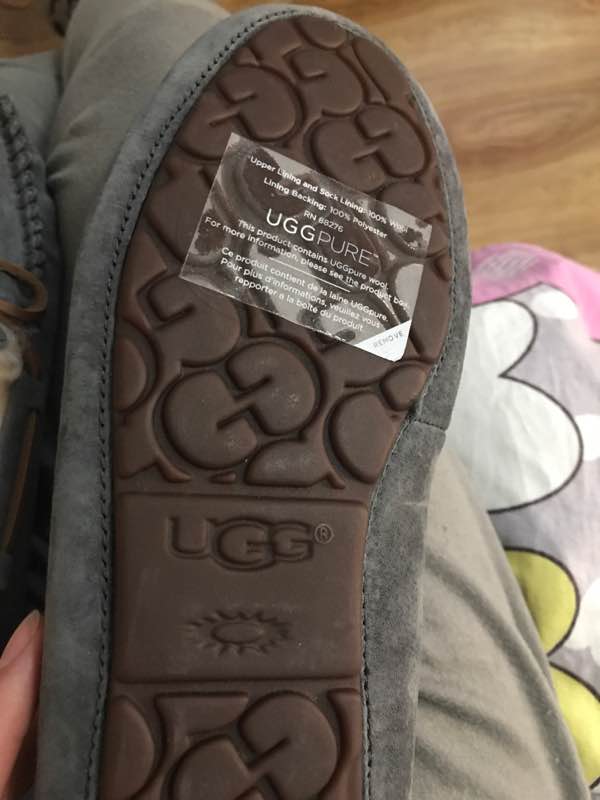 Upper Lining and Sock Lining: 100% Wool
Lining Backing: 100% Polyester
RN 88276
UGGPURE™
This product contains UGGpure wool.
For more information, please see the product box.
Ce produit contient de la laine UGGpure.
Pour plus d'informations, veuillez vous
rapporter a la boîte du produit.
REMOVE
UGG®